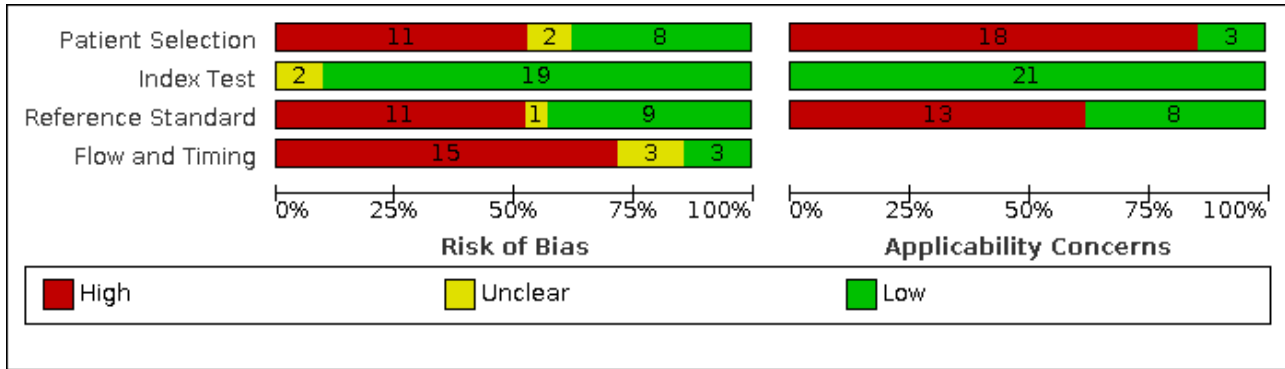 Patient Selection 11 2 8 18 3
Index Test 2 19 21
Reference Standard 11 1 9 13 8
Flow and Timing 15 3 3
0% 25% 50% 75% 100% 0% 25% 50% 75% 100%
Risk of Bias Applicability Concerns
High Unclear Low